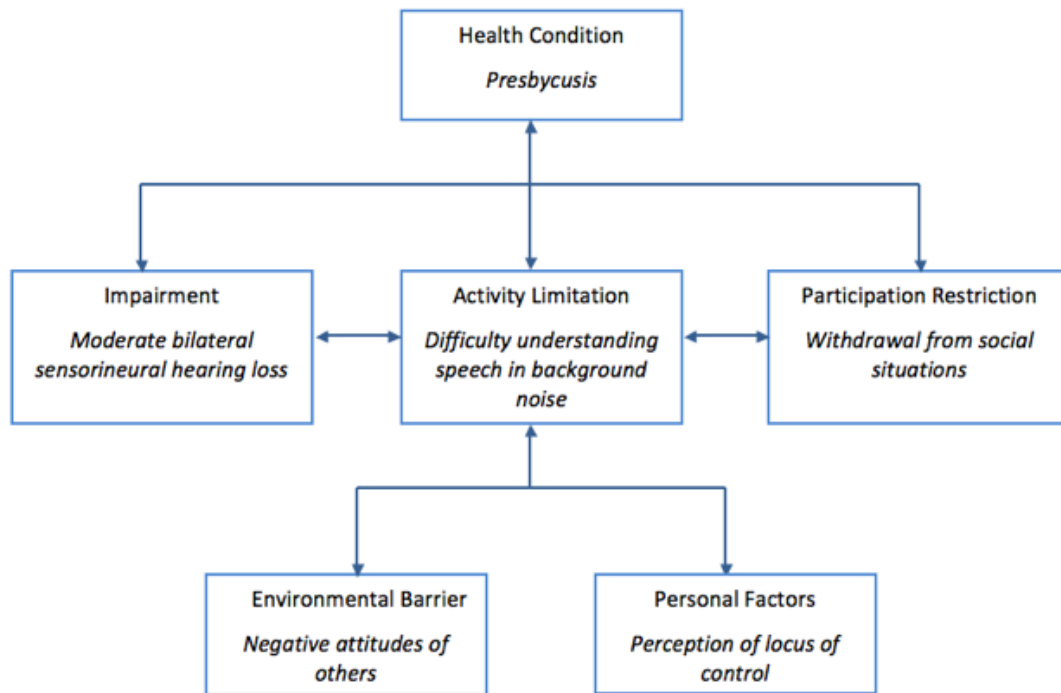 Health Condition
Presbycusis
Impairment
Moderate bilateral
sensorineural hearing loss
Activity Limitation
Difficulty understanding
speech in background
noise
Participation Restriction
Withdrawal from social
situations
Environmental Barrier
Negative attitudes of
others
Personal Factors
Perception of locus of
control